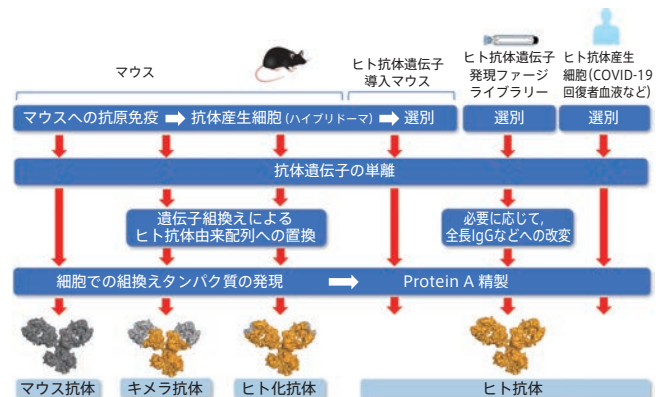 マウス
ヒト抗体遺伝子
導入マウス
ヒト抗体遺伝子
発現ファージ
ライブラリー
ヒト抗体産生
細胞(COVID-19
回復者血液など)
マウスへの抗原免疫
抗体産生細胞(ハイブリドーマ)
選別
選別
選別
抗体遺伝子の単離
遺伝子組換えによる
ヒト抗体由来配列への置換
必要に応じて,
全長IgGなどへの改変
細胞での組換えタンパク質の発現
Protein A 精製
マウス抗体
キメラ抗体
ヒト化抗体
ヒト抗体